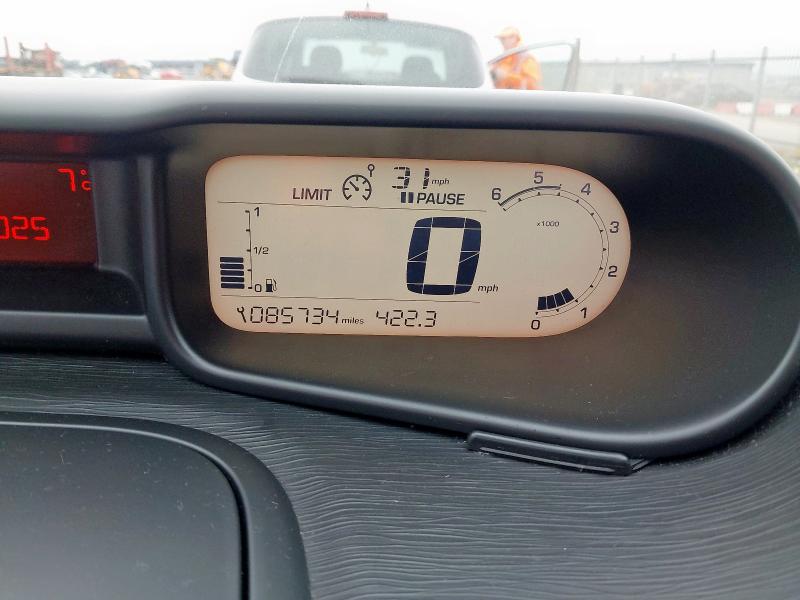 7°c
025
LIMIT 31 mph
PAUSE
1
1/2
0
0 mph
085734 miles 422.3
6 5 4 3 2 1 0
x1000